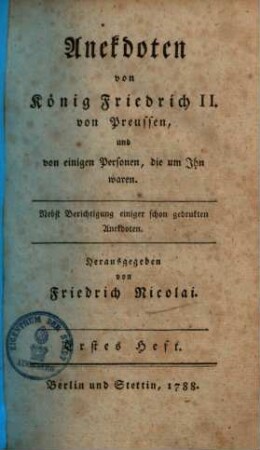 Anekdoten
von
König Friedrich II.
von Preussen,
und
von einigen Personen, die um Ihn
waren.
Nebst Berichtigung einiger schon gedrukten
Anekdoten.
Herausgegeben
von
Friedrich Nicolai.
Erstes Heft.
Berlin und Stettin, 1788.